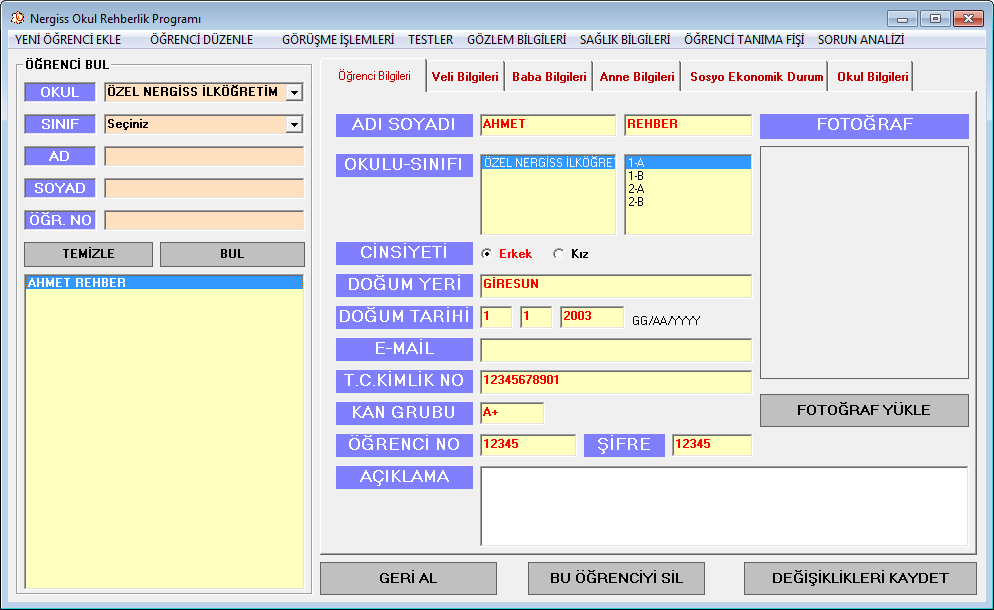 Nergiss Okul Rehberlik Programı
YENİ ÖĞRENCİ EKLE ÖĞRENCİ DÜZENLE GÖRÜŞME İŞLEMLERİ TESTLER GÖZLEM BİLGİLERİ SAĞLIK BİLGİLERİ ÖĞRENCİ TANIMA FİŞİ SORUN ANALİZİ
ÖĞRENCİ BUL
OKUL ÖZEL NERGİSS İLKÖĞRETİM
SINIF Seçiniz
AD
SOYAD
ÖĞR. NO
TEMİZLE BUL
AHMET REHBER
Öğrenci Bilgileri Veli Bilgileri Baba Bilgileri Anne Bilgileri Sosyo Ekonomik Durum Okul Bilgileri
ADI SOYADI AHMET REHBER FOTOĞRAF
OKULU-SINIFI ÖZEL NERGİSS İLKÖĞRE 1-A
1-B
2-A
2-B
CİNSİYETİ Erkek Kız
DOĞUM YERİ GİRESUN
DOĞUM TARİHİ 1 1 2003 GG/AA/YYYY
E-MAİL
T.C.KİMLİK NO 12345678901
KAN GRUBU A+
FOTOĞRAF YÜKLE
ÖĞRENCİ NO 12345 ŞİFRE 12345
AÇIKLAMA
GERİ AL BU ÖĞRENCİYİ SİL DEĞİŞİKLİKLERİ KAYDET